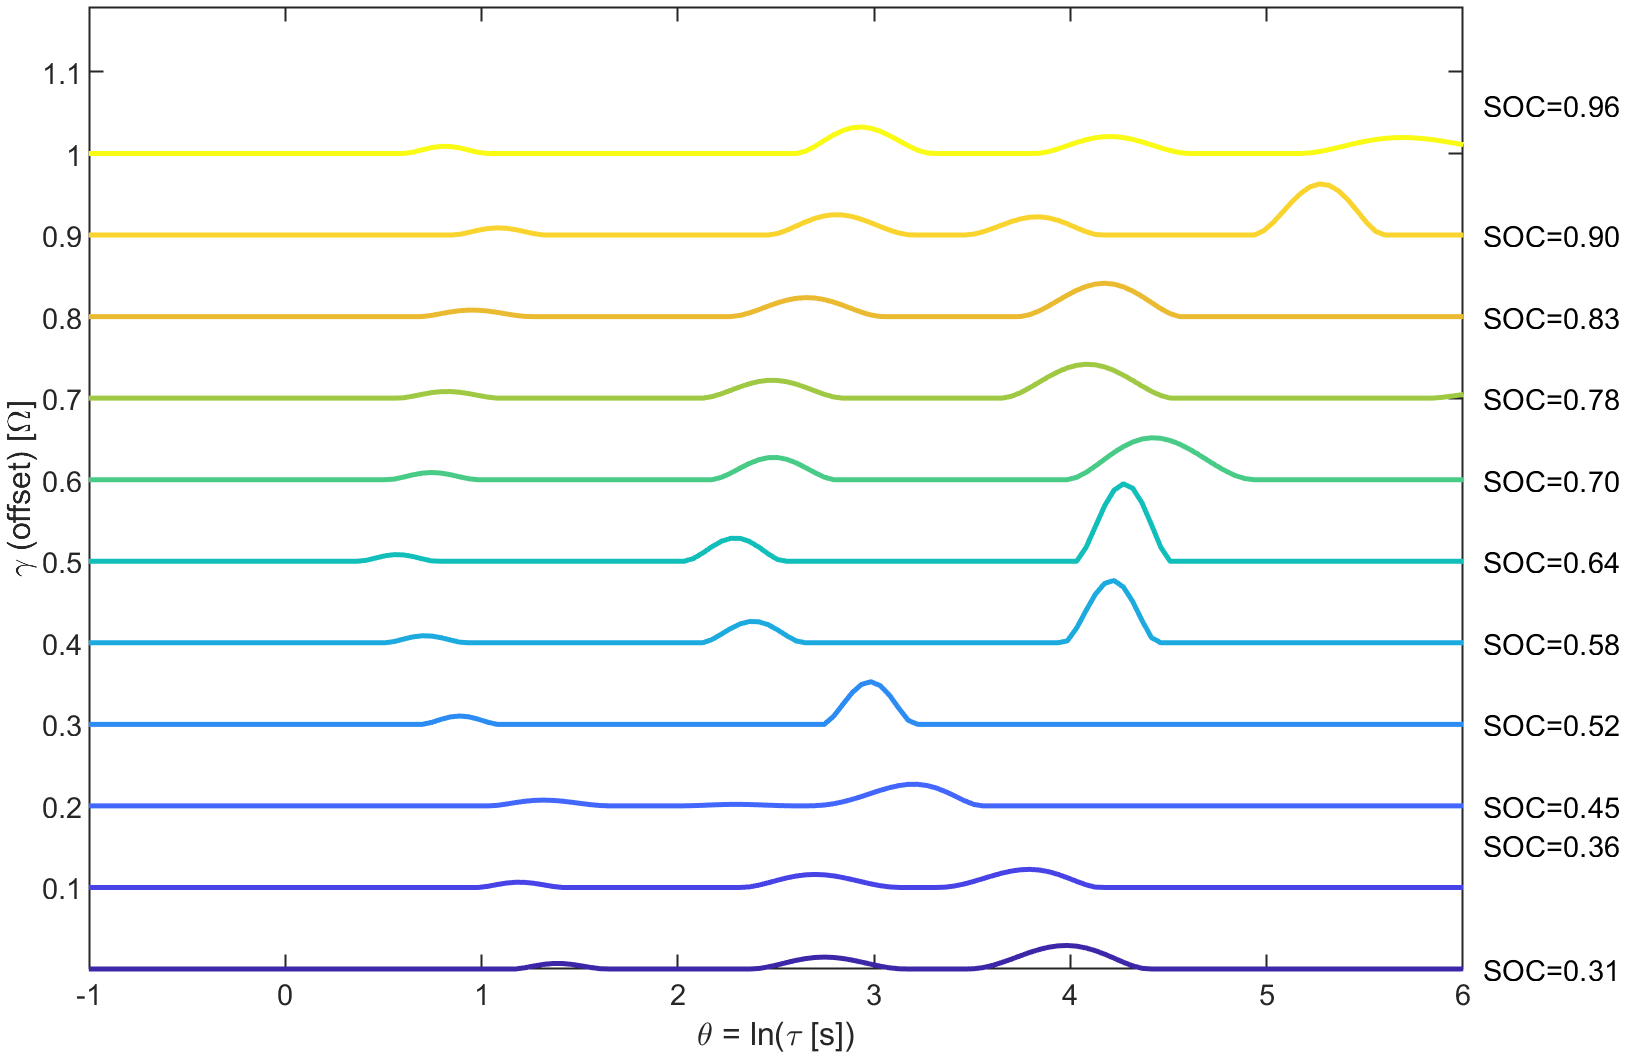 1.1
1
0.9
0.8
0.7
0.6
0.5
0.4
0.3
0.2
0.1
γ (offset) [Ω]
SOC=0.96
SOC=0.90
SOC=0.83
SOC=0.78
SOC=0.70
SOC=0.64
SOC=0.58
SOC=0.52
SOC=0.45
SOC=0.36
SOC=0.31
-1 0 1 2 3 4 5 6
θ = ln(τ [s])